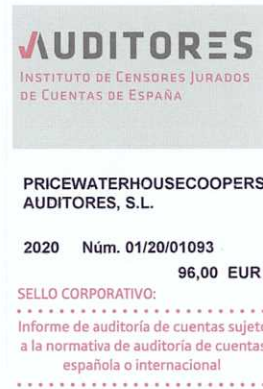 AUDITORES
INSTITUTO DE CENSORES JURADOS
DE CUENTAS DE ESPAÑA
PRICEWATERHOUSECOOPERS
AUDITORES, S.L.
2020 Núm. 01/20/01093
96,00 EUR
SELLO CORPORATIVO:
Informe de auditoría de cuentas sujeto
a la normativa de auditoría de cuentas
española o internacional